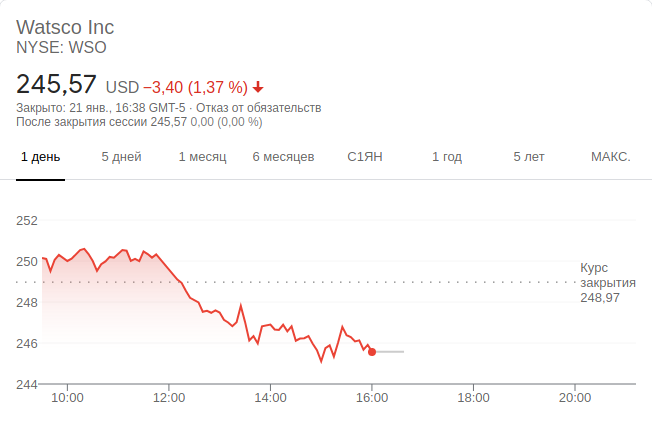 Watsco Inc
NYSE: WSO
245,57 USD −3,40 (1,37 %)
Закрыто: 21 янв., 16:38 GMT-5 · Отказ от обязательств
После закрытия сессии 245,57 0,00 (0,00 %)
1 день 5 дней 1 месяц 6 месяцев С1ЯН 1 год 5 лет МАКС.
252
250
Курс
закрытия
248,97
248
246
244
10:00 12:00 14:00 16:00 18:00 20:00